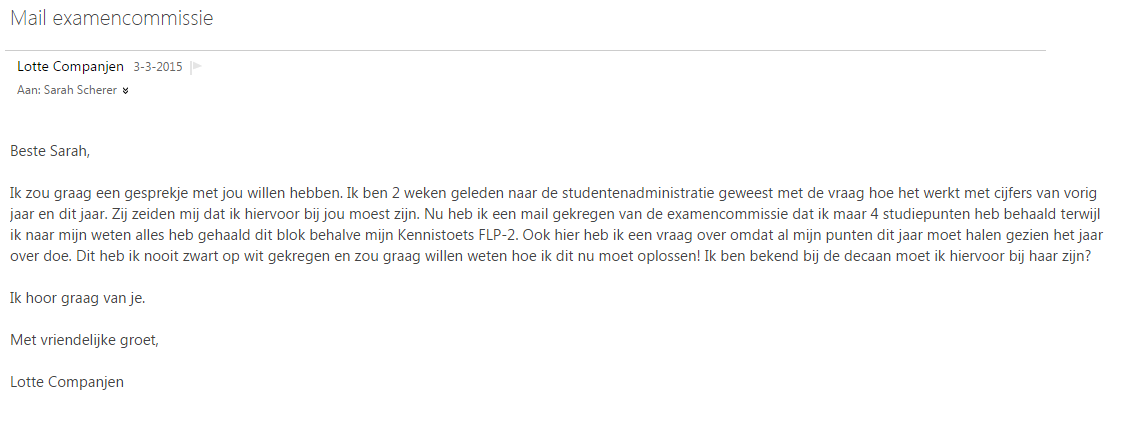 Mail examencommissie
Lotte Companjen 3-3-2015
Aan: Sarah Scherer
Beste Sarah,
Ik zou graag een gesprekje met jou willen hebben. Ik ben 2 weken geleden naar de studentenadministratie geweest met de vraag hoe het werkt met cijfers van vorig
jaar en dit jaar. Zij zeiden mij dat ik hiervoor bij jou moest zijn. Nu heb ik een mail gekregen van de examencommissie dat ik maar 4 studiepunten heb behaald terwijl
ik naar mijn weten alles heb gehaald dit blok behalve mijn Kennistoets FLP-2. Ook hier heb ik een vraag over omdat al mijn punten dit jaar moet halen gezien het jaar
over doe. Dit heb ik nooit zwart op wit gekregen en zou graag willen weten hoe ik dit nu moet oplossen! Ik ben bekend bij de decaan moet ik hiervoor bij haar zijn?
Ik hoor graag van je.
Met vriendelijke groet,
Lotte Companjen